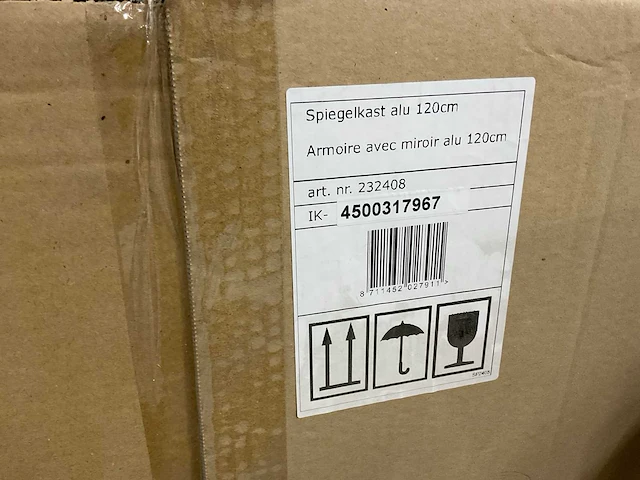 Spiegelkast alu 120cm
Armoire avec miroir alu 120cm
art. nr. 232408
IK- 4500317967
8 711452 027911 >